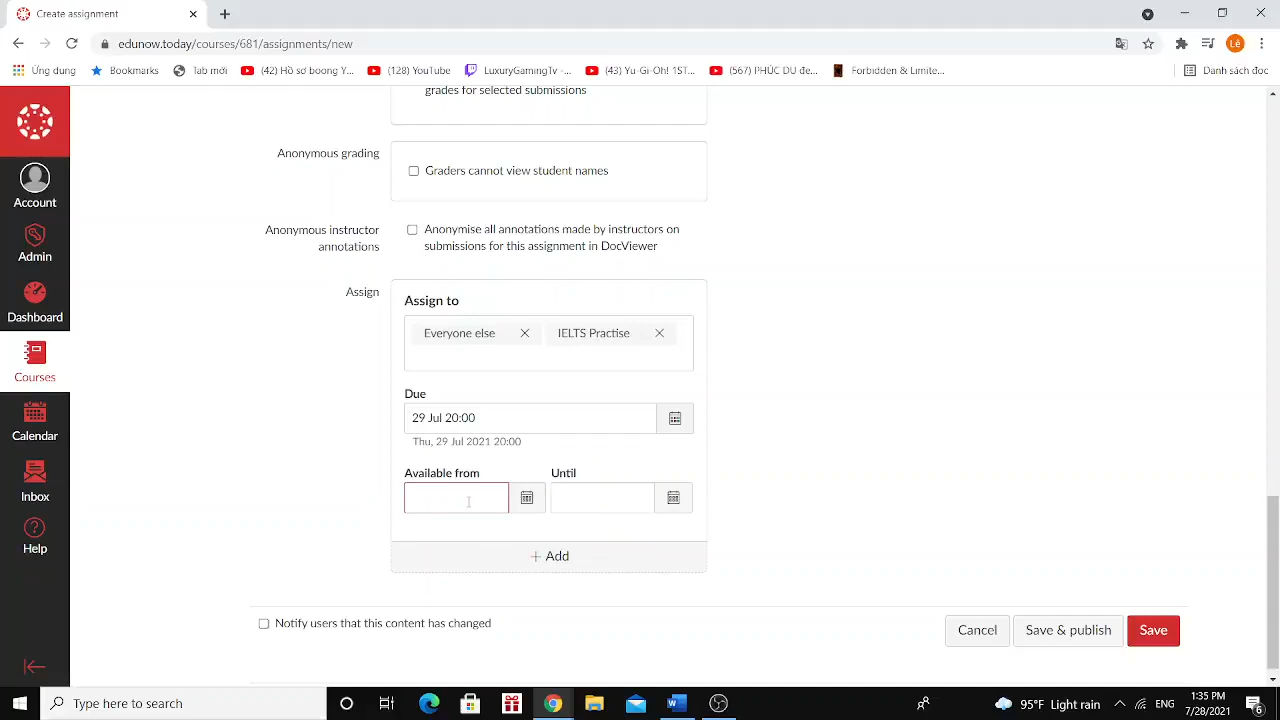 Create assignment
edunow.today/courses/681/assignments/new
Lê
Ứng dụng
Bookmarks
Tab mới
(42) Hồ sơ boong Y...
(128) YouTube
LuxuryGamingTv -...
(43) Yu-Gi-Oh! 1ST...
(567) PHÚC DU đe...
Forbidden & Limite...
Danh sách đọc
grades for selected submissions
Anonymous grading
Graders cannot view student names
Anonymous instructor
annotations
Anonymise all annotations made by instructors on
submissions for this assignment in DocViewer
Account
Admin
Dashboard
Courses
Calendar
Inbox
Help
Assign
Assign to
Everyone else
IELTS Practise
Due
29 Jul 20:00
Thu, 29 Jul 2021 20:00
Available from
Until
+ Add
Notify users that this content has changed
Cancel
Save & publish
Save
Type here to search
95°F Light rain
ENG
1:35 PM
7/28/2021
6